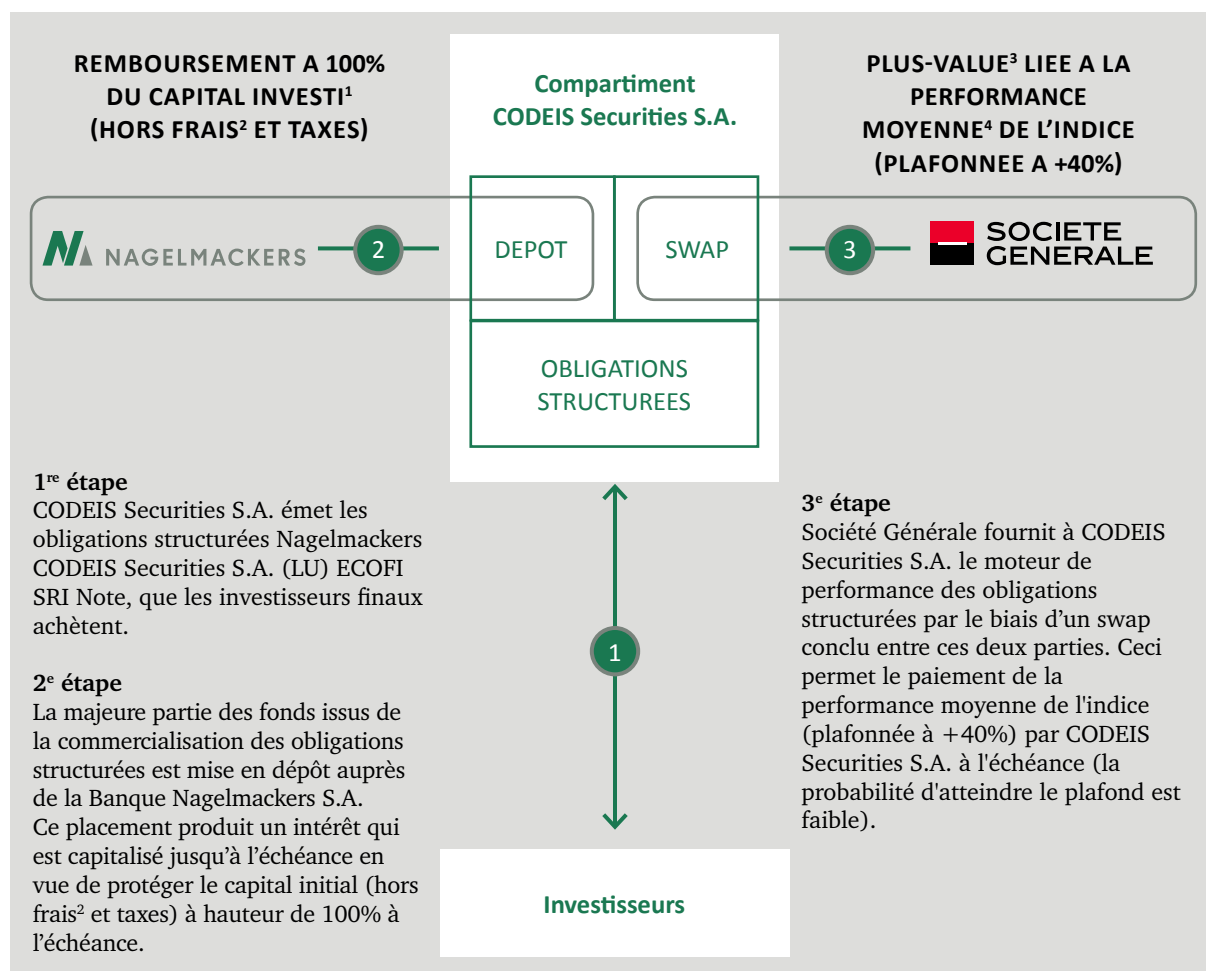 REMBOURSEMENT A 100%
DU CAPITAL INVESTI¹
(HORS FRAIS² ET TAXES)
Compartiment
CODEIS Securities S.A.
PLUS-VALUE³ LIEE A LA
PERFORMANCE
MOYENNE⁴ DE L’INDICE
(PLAFONNEE A +40%)
NAGELMACKERS
2
DEPOT
SWAP
3
SOCIETE
GENERALE
OBLIGATIONS
STRUCTUREES
1ʳᵉ étape
CODEIS Securities S.A. émet les
obligations structurées Nagelmackers
CODEIS Securities S.A. (LU) ECOFI
SRI Note, que les investisseurs finaux
achètent.
2ᵉ étape
La majeure partie des fonds issus de
la commercialisation des obligations
structurées est mise en dépôt auprès
de la Banque Nagelmackers S.A.
Ce placement produit un intérêt qui
est capitalisé jusqu’à l’échéance en
vue de protéger le capital initial (hors
frais² et taxes) à hauteur de 100% à
l’échéance.
1
3ᵉ étape
Société Générale fournit à CODEIS
Securities S.A. le moteur de
performance des obligations
structurées par le biais d’un swap
conclu entre ces deux parties. Ceci
permet le paiement de la
performance moyenne de l'indice
(plafonnée à +40%) par CODEIS
Securities S.A. à l'échéance (la
probabilité d'atteindre le plafond est
faible).
Investisseurs